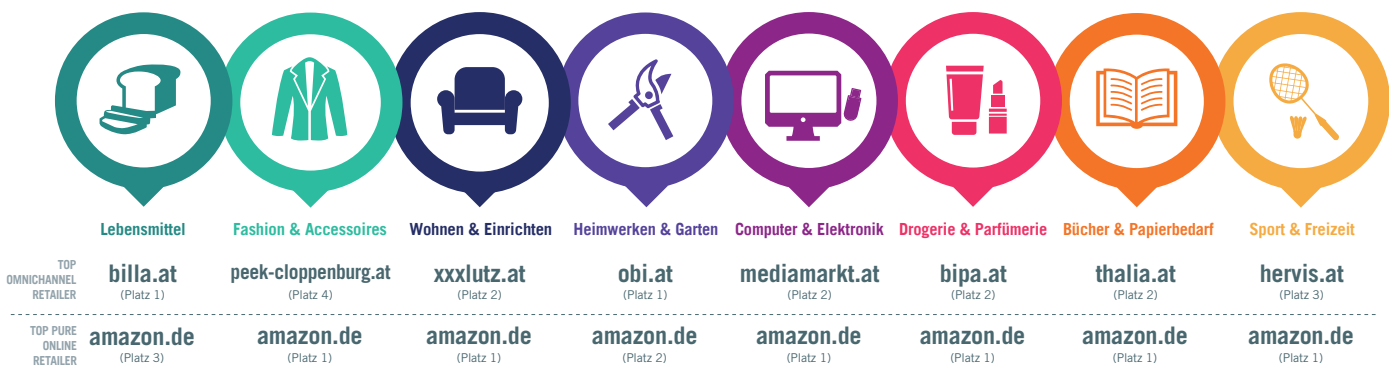 Lebensmittel Fashion & Accessoires Wohnen & Einrichten Heimwerken & Garten Computer & Elektronik Drogerie & Parfümerie Bücher & Papierbedarf Sport & Freizeit
TOP
OMNICHANNEL
RETAILER
billa.at peek-cloppenburg.at xxxlutz.at obi.at mediamarkt.at bipa.at thalia.at hervis.at
(Platz 1) (Platz 4) (Platz 2) (Platz 1) (Platz 2) (Platz 2) (Platz 2) (Platz 3)
TOP PURE
ONLINE
RETAILER
amazon.de amazon.de amazon.de amazon.de amazon.de amazon.de amazon.de amazon.de
(Platz 3) (Platz 1) (Platz 1) (Platz 2) (Platz 1) (Platz 1) (Platz 1) (Platz 1)